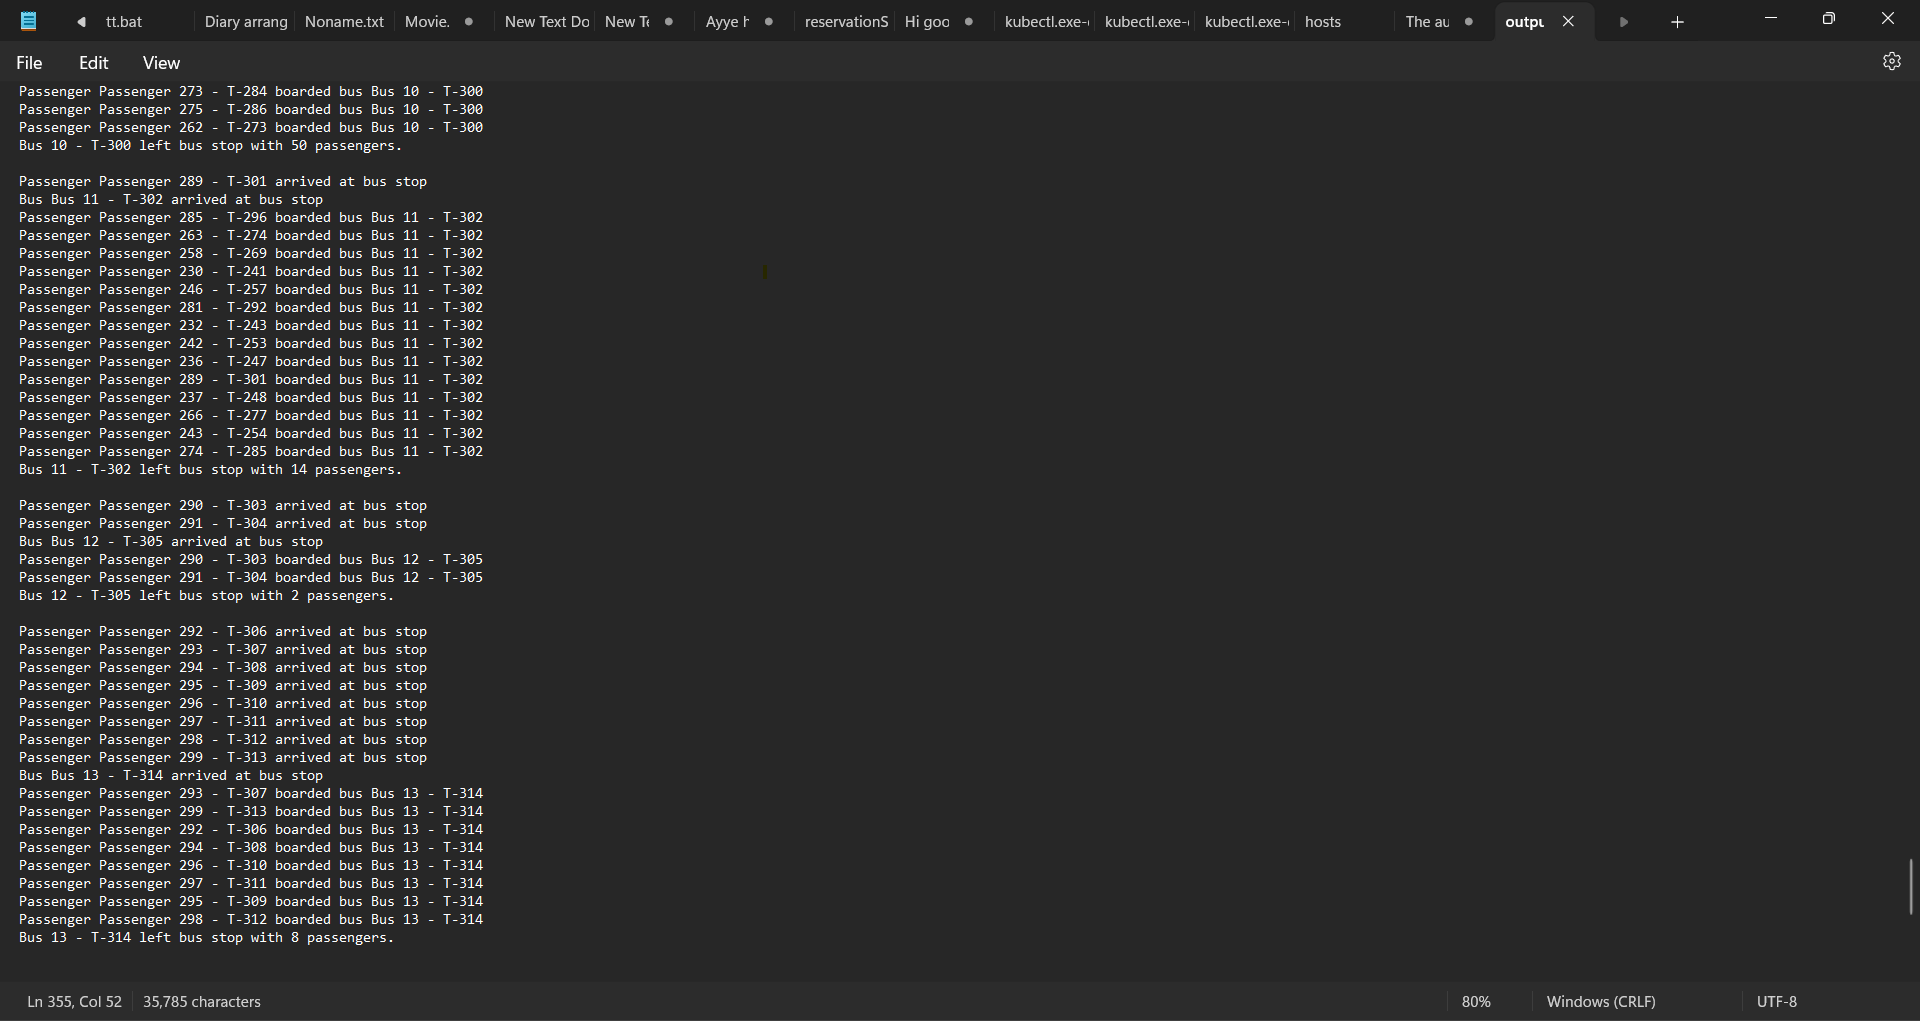 tt.bat Diary arrang Noname.txt Movie. New Text Do New Te Ayye h reservationS Hi goo kubectl.exe- kubectl.exe- kubectl.exe- hosts The au outpu
File Edit View
Passenger Passenger 273 - T-284 boarded bus Bus 10 - T-300
Passenger Passenger 275 - T-286 boarded bus Bus 10 - T-300
Passenger Passenger 262 - T-273 boarded bus Bus 10 - T-300
Bus 10 - T-300 left bus stop with 50 passengers.
Passenger Passenger 289 - T-301 arrived at bus stop
Bus Bus 11 - T-302 arrived at bus stop
Passenger Passenger 285 - T-296 boarded bus Bus 11 - T-302
Passenger Passenger 263 - T-274 boarded bus Bus 11 - T-302
Passenger Passenger 258 - T-269 boarded bus Bus 11 - T-302
Passenger Passenger 230 - T-241 boarded bus Bus 11 - T-302
Passenger Passenger 246 - T-257 boarded bus Bus 11 - T-302
Passenger Passenger 281 - T-292 boarded bus Bus 11 - T-302
Passenger Passenger 232 - T-243 boarded bus Bus 11 - T-302
Passenger Passenger 242 - T-253 boarded bus Bus 11 - T-302
Passenger Passenger 236 - T-247 boarded bus Bus 11 - T-302
Passenger Passenger 289 - T-301 boarded bus Bus 11 - T-302
Passenger Passenger 237 - T-248 boarded bus Bus 11 - T-302
Passenger Passenger 266 - T-277 boarded bus Bus 11 - T-302
Passenger Passenger 243 - T-254 boarded bus Bus 11 - T-302
Passenger Passenger 274 - T-285 boarded bus Bus 11 - T-302
Bus 11 - T-302 left bus stop with 14 passengers.
Passenger Passenger 290 - T-303 arrived at bus stop
Passenger Passenger 291 - T-304 arrived at bus stop
Bus Bus 12 - T-305 arrived at bus stop
Passenger Passenger 290 - T-303 boarded bus Bus 12 - T-305
Passenger Passenger 291 - T-304 boarded bus Bus 12 - T-305
Bus 12 - T-305 left bus stop with 2 passengers.
Passenger Passenger 292 - T-306 arrived at bus stop
Passenger Passenger 293 - T-307 arrived at bus stop
Passenger Passenger 294 - T-308 arrived at bus stop
Passenger Passenger 295 - T-309 arrived at bus stop
Passenger Passenger 296 - T-310 arrived at bus stop
Passenger Passenger 297 - T-311 arrived at bus stop
Passenger Passenger 298 - T-312 arrived at bus stop
Passenger Passenger 299 - T-313 arrived at bus stop
Bus Bus 13 - T-314 arrived at bus stop
Passenger Passenger 293 - T-307 boarded bus Bus 13 - T-314
Passenger Passenger 299 - T-313 boarded bus Bus 13 - T-314
Passenger Passenger 292 - T-306 boarded bus Bus 13 - T-314
Passenger Passenger 294 - T-308 boarded bus Bus 13 - T-314
Passenger Passenger 296 - T-310 boarded bus Bus 13 - T-314
Passenger Passenger 297 - T-311 boarded bus Bus 13 - T-314
Passenger Passenger 295 - T-309 boarded bus Bus 13 - T-314
Passenger Passenger 298 - T-312 boarded bus Bus 13 - T-314
Bus 13 - T-314 left bus stop with 8 passengers.
Ln 355, Col 52 35,785 characters 80% Windows (CRLF) UTF-8